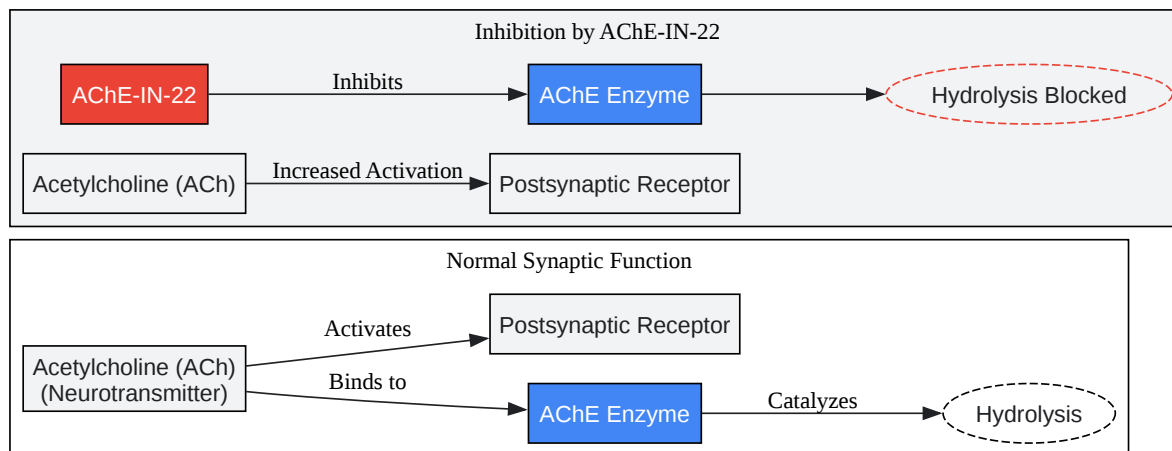 Inhibition by AChE-IN-22
AChE-IN-22
Inhibits
AChE Enzyme
Hydrolysis Blocked
Acetylcholine (ACh)
Increased Activation
Postsynaptic Receptor
Normal Synaptic Function
Acetylcholine (ACh)
(Neurotransmitter)
Activates
Postsynaptic Receptor
Binds to
AChE Enzyme
Catalyzes
Hydrolysis